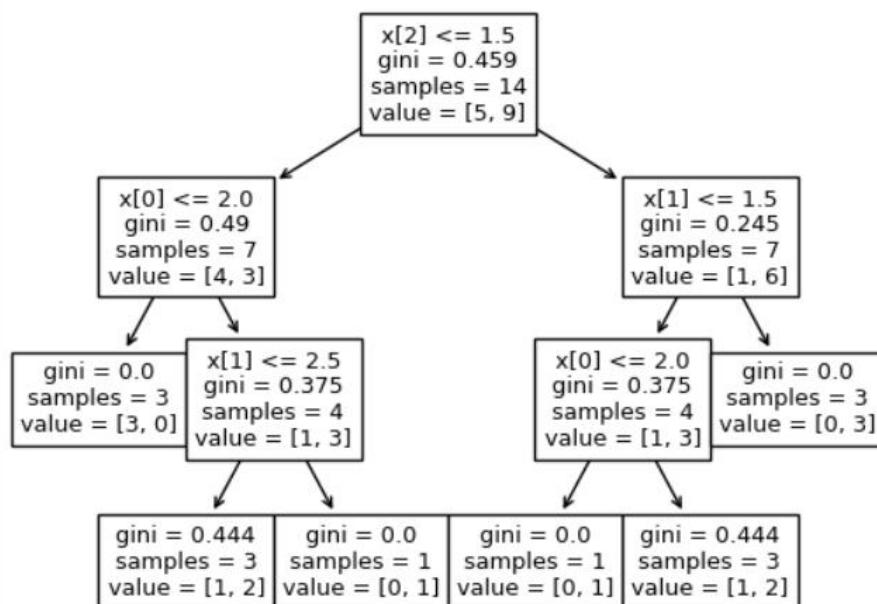 x[2] <= 1.5
gini = 0.459
samples = 14
value = [5, 9]
x[0] <= 2.0
gini = 0.49
samples = 7
value = [4, 3]
x[1] <= 1.5
gini = 0.245
samples = 7
value = [1, 6]
gini = 0.0
samples = 3
value = [3, 0]
x[1] <= 2.5
gini = 0.375
samples = 4
value = [1, 3]
x[0] <= 2.0
gini = 0.375
samples = 4
value = [1, 3]
gini = 0.0
samples = 3
value = [0, 3]
gini = 0.444
samples = 3
value = [1, 2]
gini = 0.0
samples = 1
value = [0, 1]
gini = 0.0
samples = 1
value = [0, 1]
gini = 0.444
samples = 3
value = [1, 2]